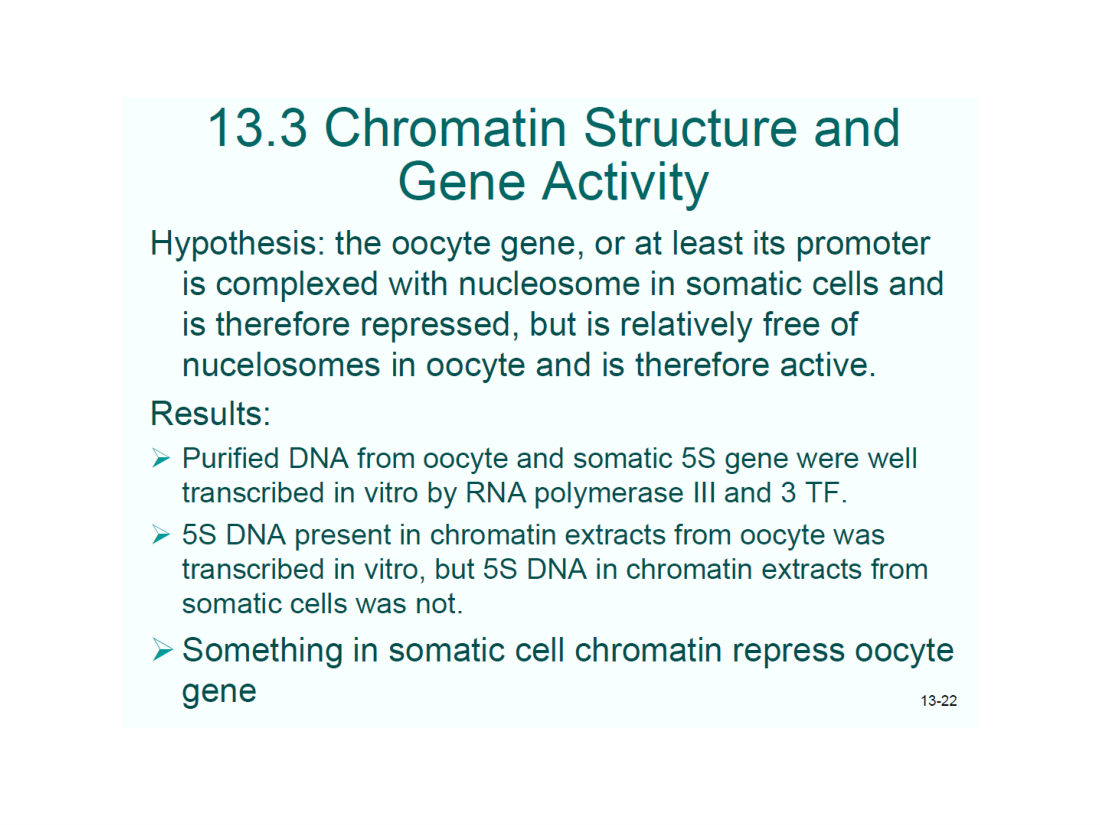 13.3 Chromatin Structure and
Gene Activity
Hypothesis: the oocyte gene, or at least its promoter
is complexed with nucleosome in somatic cells and
is therefore repressed, but is relatively free of
nucelosomes in oocyte and is therefore active.
Results:
➢ Purified DNA from oocyte and somatic 5S gene were well
transcribed in vitro by RNA polymerase III and 3 TF.
➢ 5S DNA present in chromatin extracts from oocyte was
transcribed in vitro, but 5S DNA in chromatin extracts from
somatic cells was not.
➢ Something in somatic cell chromatin repress oocyte
gene
13-22